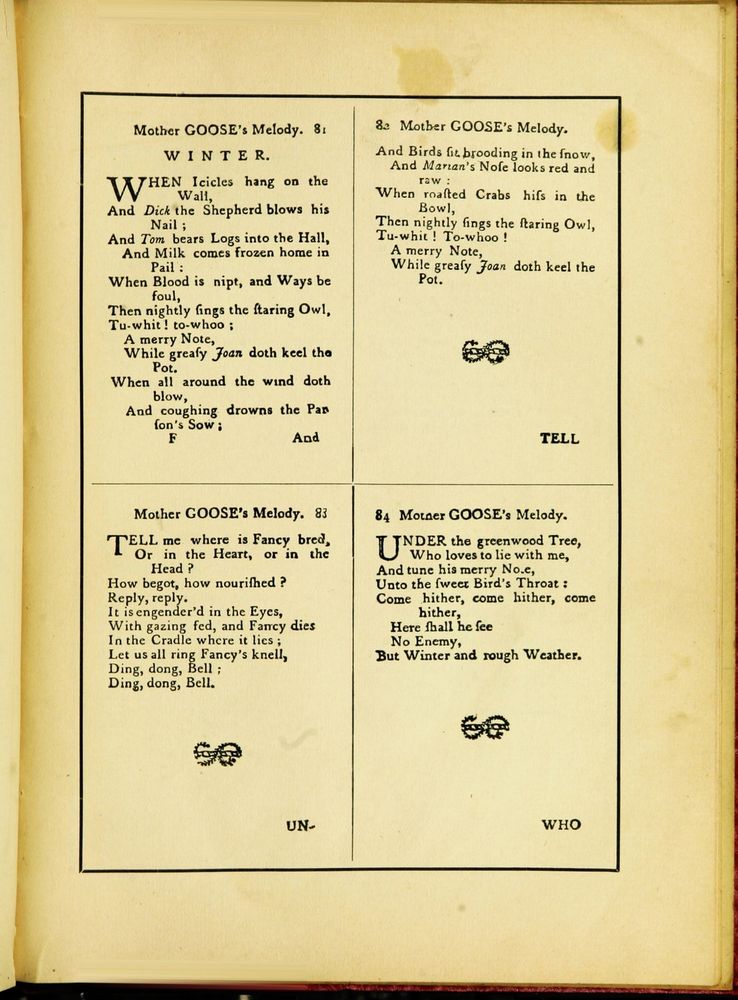 Mother GOOSE's Melody. 81
WINTER.
WHEN Icicles hang on the
Wall,
And Dick the Shepherd blows his
Nail ;
And Tom bears Logs into the Hall,
And Milk comes frozen home in
Pail :
When Blood is nipt, and Ways be
foul,
Then nightly ſings the ſtaring Owl,
Tu-whit ! to-whoo ;
A merry Note,
While greaſy Joan doth keel the
Pot.
When all around the wind doth
blow,
And coughing drowns the Par
ſon's Sow ;
F And
82 Mother GOOSE's Melody.
And Birds ſit brooding in the ſnow,
And Marian's Noſe looks red and
raw :
When roaſted Crabs hiſs in the
Bowl,
Then nightly ſings the ſtaring Owl,
Tu-whit ! To-whoo !
A merry Note,
While greaſy Joan doth keel the
Pot.
TELL
Mother GOOSE's Melody. 83
TELL me where is Fancy bred,
Or in the Heart, or in the
Head ?
How begot, how nouriſhed ?
Reply, reply.
It is engender'd in the Eyes,
With gazing fed, and Fancy dies
In the Cradle where it lies ;
Let us all ring Fancy's knell,
Ding, dong, Bell ;
Ding, dong, Bell.
UN-
84 Mother GOOSE's Melody.
UNDER the greenwood Tree,
Who loves to lie with me,
And tune his merry Note,
Unto the ſweet Bird's Throat :
Come hither, come hither, come
hither,
Here ſhall he ſee
No Enemy,
But Winter and rough Weather.
WHO